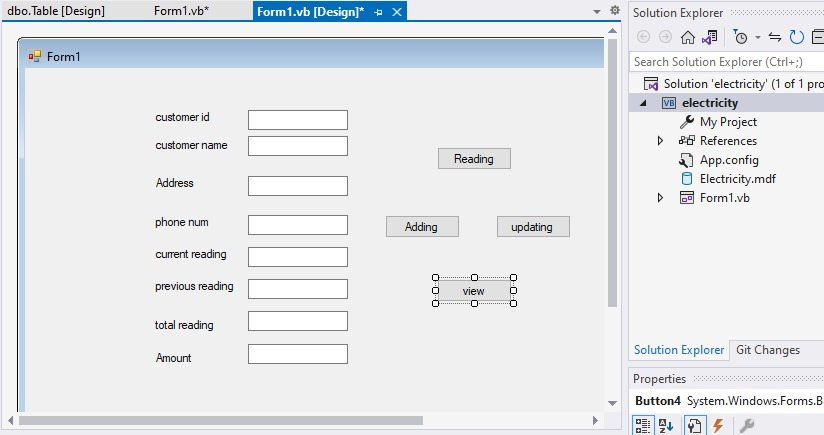 dbo.Table [Design] Form1.vb* Form1.vb [Design]*
Form1
customer id
customer name
Reading
Address
phone num
Adding updating
current reading
previous reading
view
total reading
Amount
Solution Explorer
Search Solution Explorer (Ctrl+;)
Solution 'electricity' (1 of 1 pro
VB electricity
My Project
References
App.config
Electricity.mdf
Form1.vb
Solution Explorer Git Changes
Properties
Button4 System.Windows.Forms.B